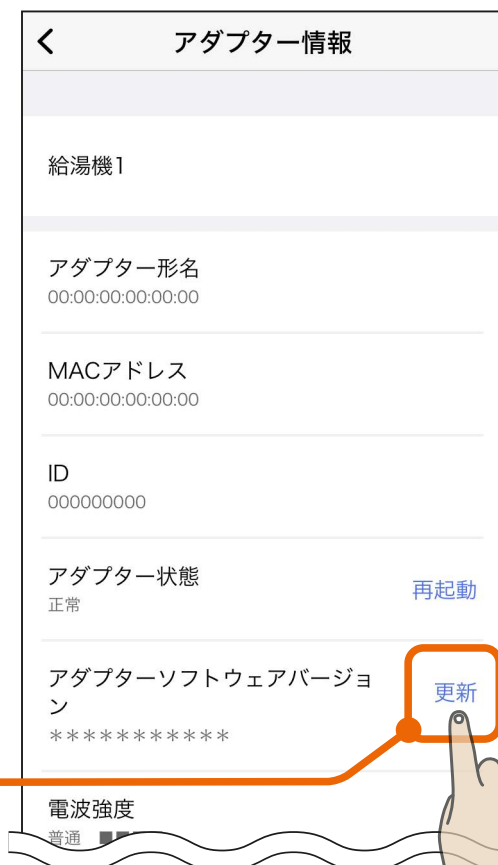 アダプター情報
給湯機1
アダプター形名
00:00:00:00:00:00
MACアドレス
00:00:00:00:00:00
ID
000000000
アダプター状態
正常
再起動
アダプターソフトウェアバージョ
ン
更新
***********
電波強度
普通